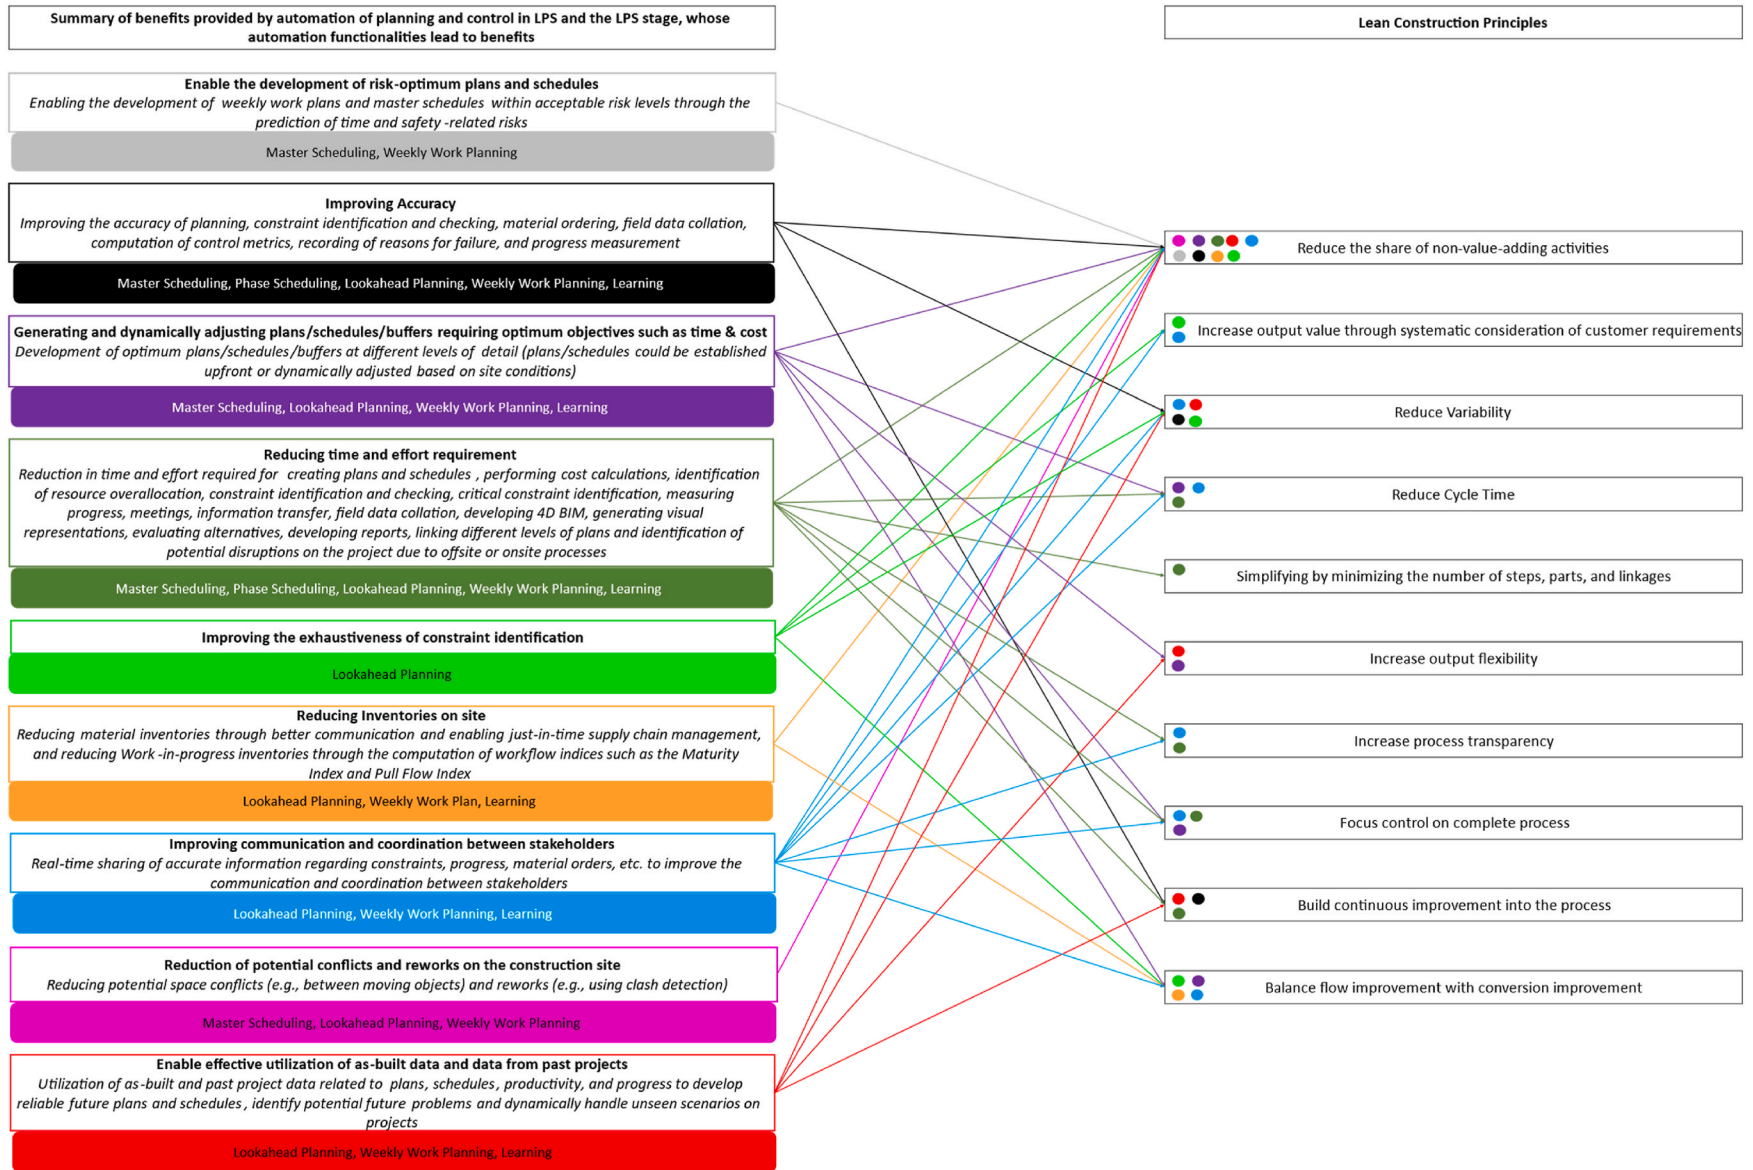 Summary of benefits provided by automation of planning and control in LPS and the LPS stage, whose
automation functionalities lead to benefits
Enable the development of risk-optimum plans and schedules
Enabling the development of weekly work plans and master schedules within acceptable risk levels through the
prediction of time and safety -related risks
Master Scheduling, Weekly Work Planning
Improving Accuracy
Improving the accuracy of planning, constraint identification and checking, material ordering, field data collation,
computation of control metrics, recording of reasons for failure, and progress measurement
Master Scheduling, Phase Scheduling, Lookahead Planning, Weekly Work Planning, Learning
Generating and dynamically adjusting plans/schedules/buffers requiring optimum objectives such as time & cost
Development of optimum plans/schedules/buffers at different levels of detail (plans/schedules could be established
upfront or dynamically adjusted based on site conditions)
Master Scheduling, Lookahead Planning, Weekly Work Planning, Learning
Reducing time and effort requirement
Reduction in time and effort required for creating plans and schedules , performing cost calculations, identification
of resource overallocation, constraint identification and checking, critical constraint identification, measuring
progress, meetings, information transfer, field data collation, developing 4D BIM, generating visual
representations, evaluating alternatives, developing reports, linking different levels of plans and identification of
potential disruptions on the project due to offsite or onsite processes
Master Scheduling, Phase Scheduling, Lookahead Planning, Weekly Work Planning, Learning
Improving the exhaustiveness of constraint identification
Lookahead Planning
Reducing Inventories on site
Reducing material inventories through better communication and enabling just-in-time supply chain management,
and reducing Work -in-progress inventories through the computation of workflow indices such as the Maturity
Index and Pull Flow Index
Lookahead Planning, Weekly Work Plan, Learning
Improving communication and coordination between stakeholders
Real-time sharing of accurate information regarding constraints, progress, material orders, etc. to improve the
communication and coordination between stakeholders
Lookahead Planning, Weekly Work Planning, Learning
Reduction of potential conflicts and reworks on the construction site
Reducing potential space conflicts (e.g., between moving objects) and reworks (e.g., using clash detection)
Master Scheduling, Lookahead Planning, Weekly Work Planning
Enable effective utilization of as-built data and data from past projects
Utilization of as-built and past project data related to plans, schedules, productivity, and progress to develop
reliable future plans and schedules , identify potential future problems and dynamically handle unseen scenarios on
projects
Lookahead Planning, Weekly Work Planning, Learning
Lean Construction Principles
Reduce the share of non-value-adding activities
Increase output value through systematic consideration of customer requirements
Reduce Variability
Reduce Cycle Time
Simplifying by minimizing the number of steps, parts, and linkages
Increase output flexibility
Increase process transparency
Focus control on complete process
Build continuous improvement into the process
Balance flow improvement with conversion improvement